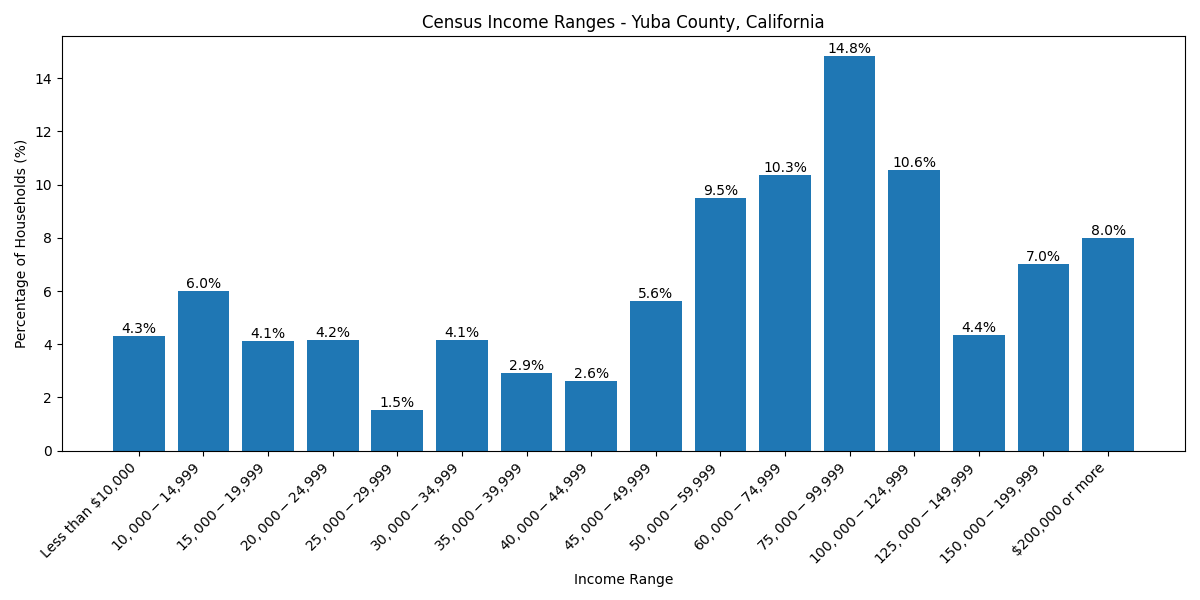 Census Income Ranges - Yuba County, California
Percentage of Households (%)
14
12
10
8
6
4
2
0
4.3%
6.0%
4.1%
4.2%
1.5%
4.1%
2.9%
2.6%
5.6%
9.5%
10.3%
14.8%
10.6%
4.4%
7.0%
8.0%
Less than $10,000
10,000 - 14,999
15,000 - 19,999
20,000 - 24,999
25,000 - 29,999
30,000 - 34,999
35,000 - 39,999
40,000 - 44,999
45,000 - 49,999
50,000 - 59,999
60,000 - 74,999
75,000 - 99,999
100,000 - 124,999
125,000 - 149,999
150,000 - 199,999
$200,000 or more
Income Range